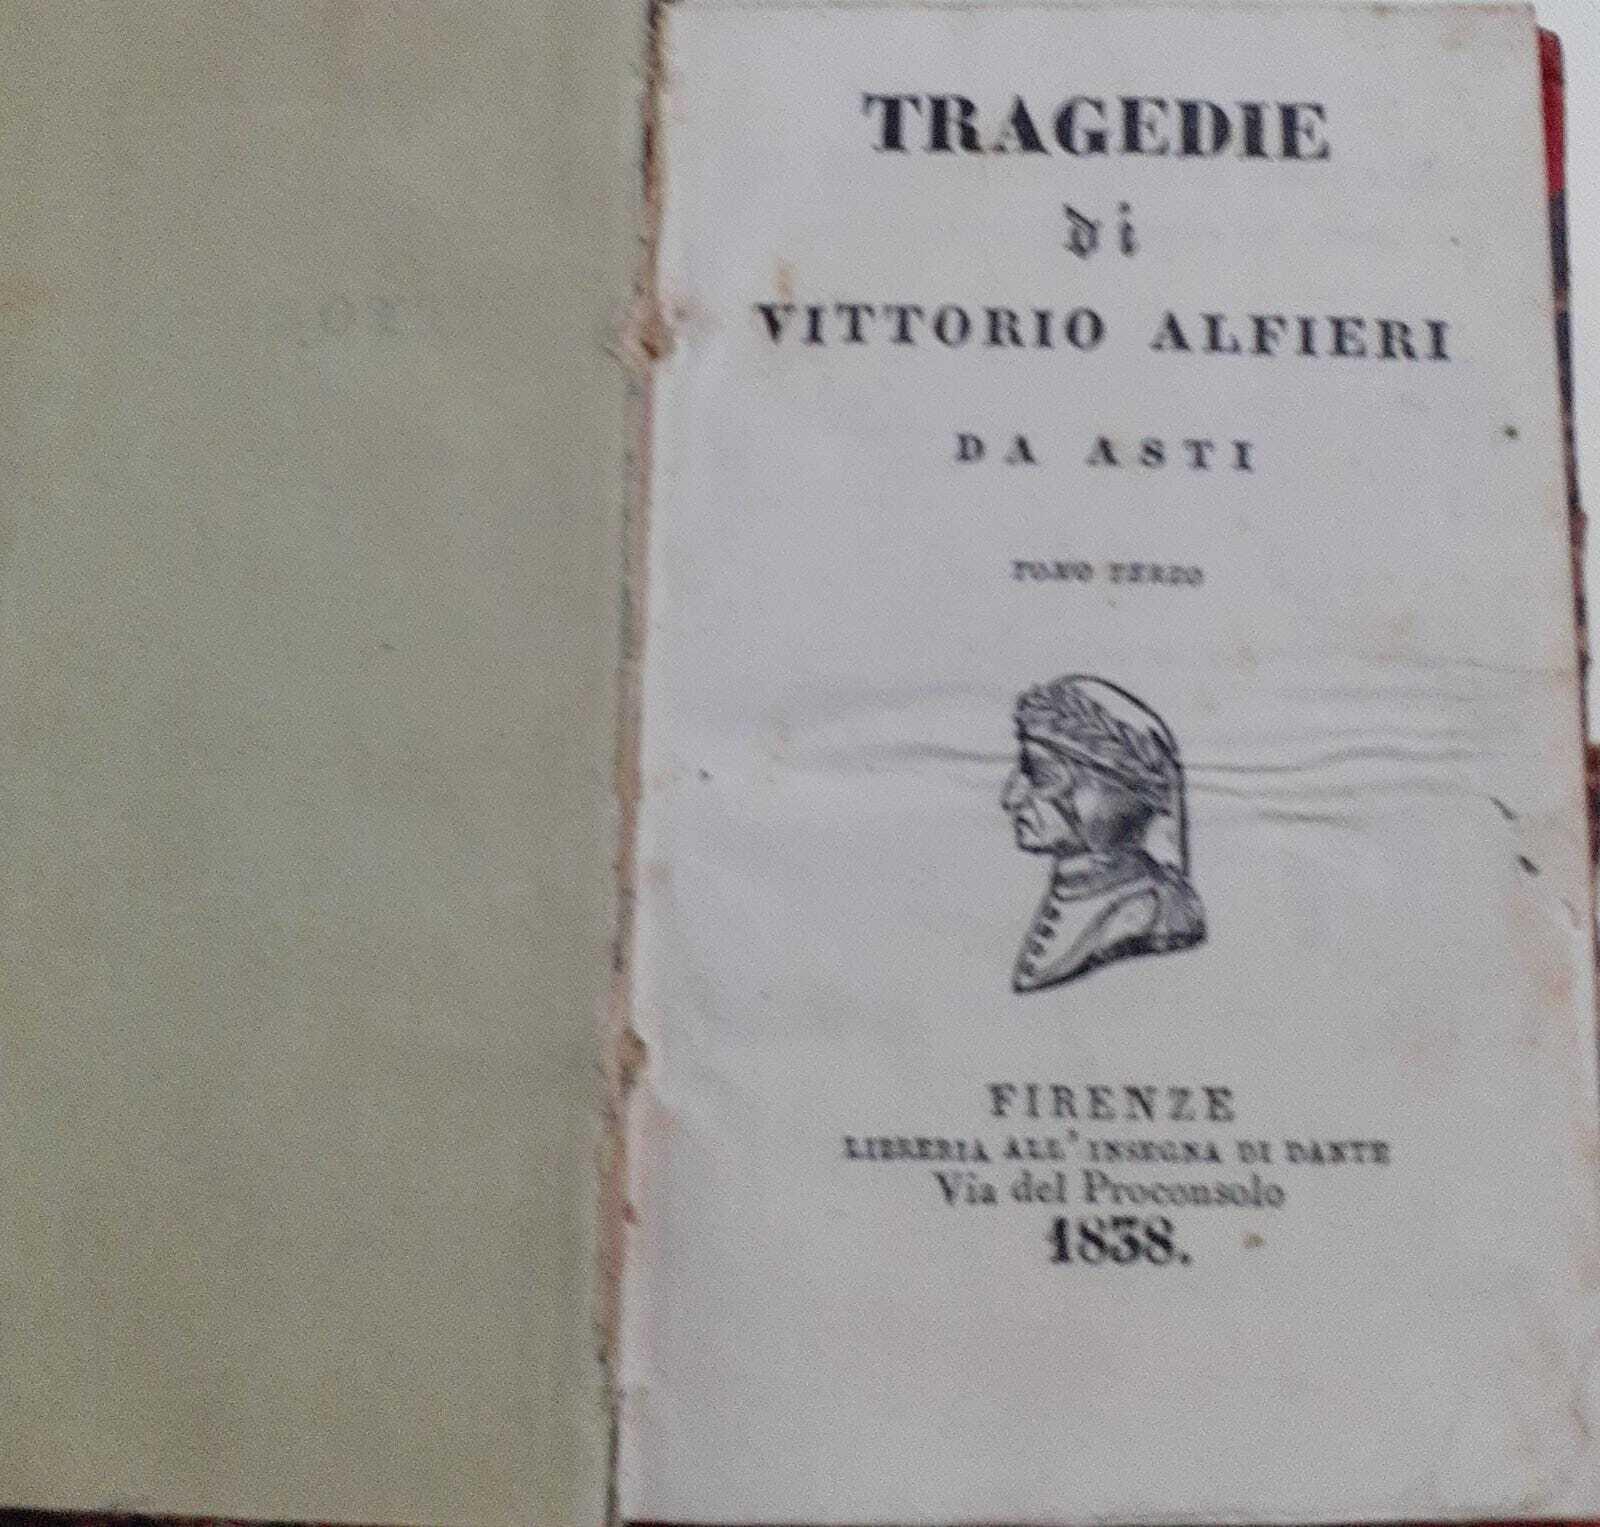 TRAGEDIE
di
VITTORIO ALFIERI
DA ASTI
TOMO TERZO
FIRENZE
LIBRERIA ALL' INSEGNA DI DANTE
Via del Proconsolo
1838.